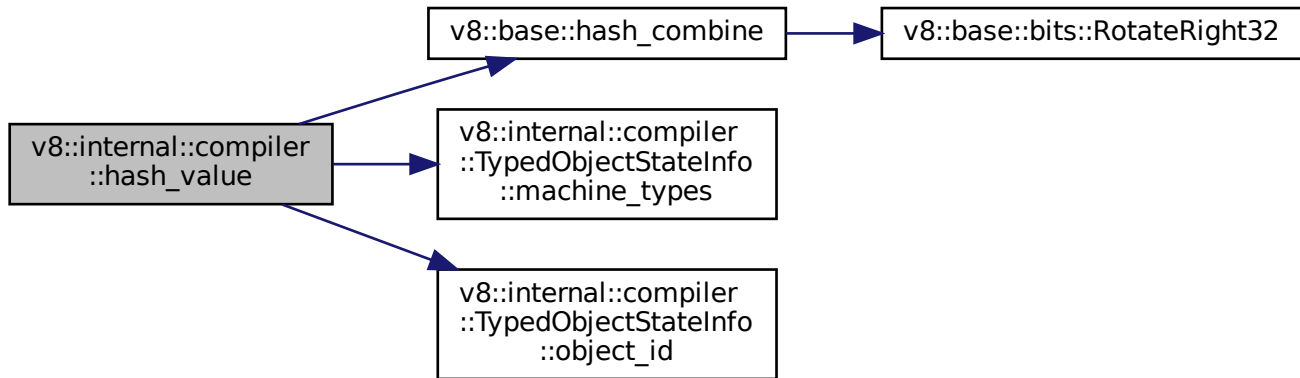 v8::base::hash_combine
v8::base::bits::RotateRight32
v8::internal::compiler
::hash_value
v8::internal::compiler
::TypedObjectStateInfo
::machine_types
v8::internal::compiler
::TypedObjectStateInfo
::object_id